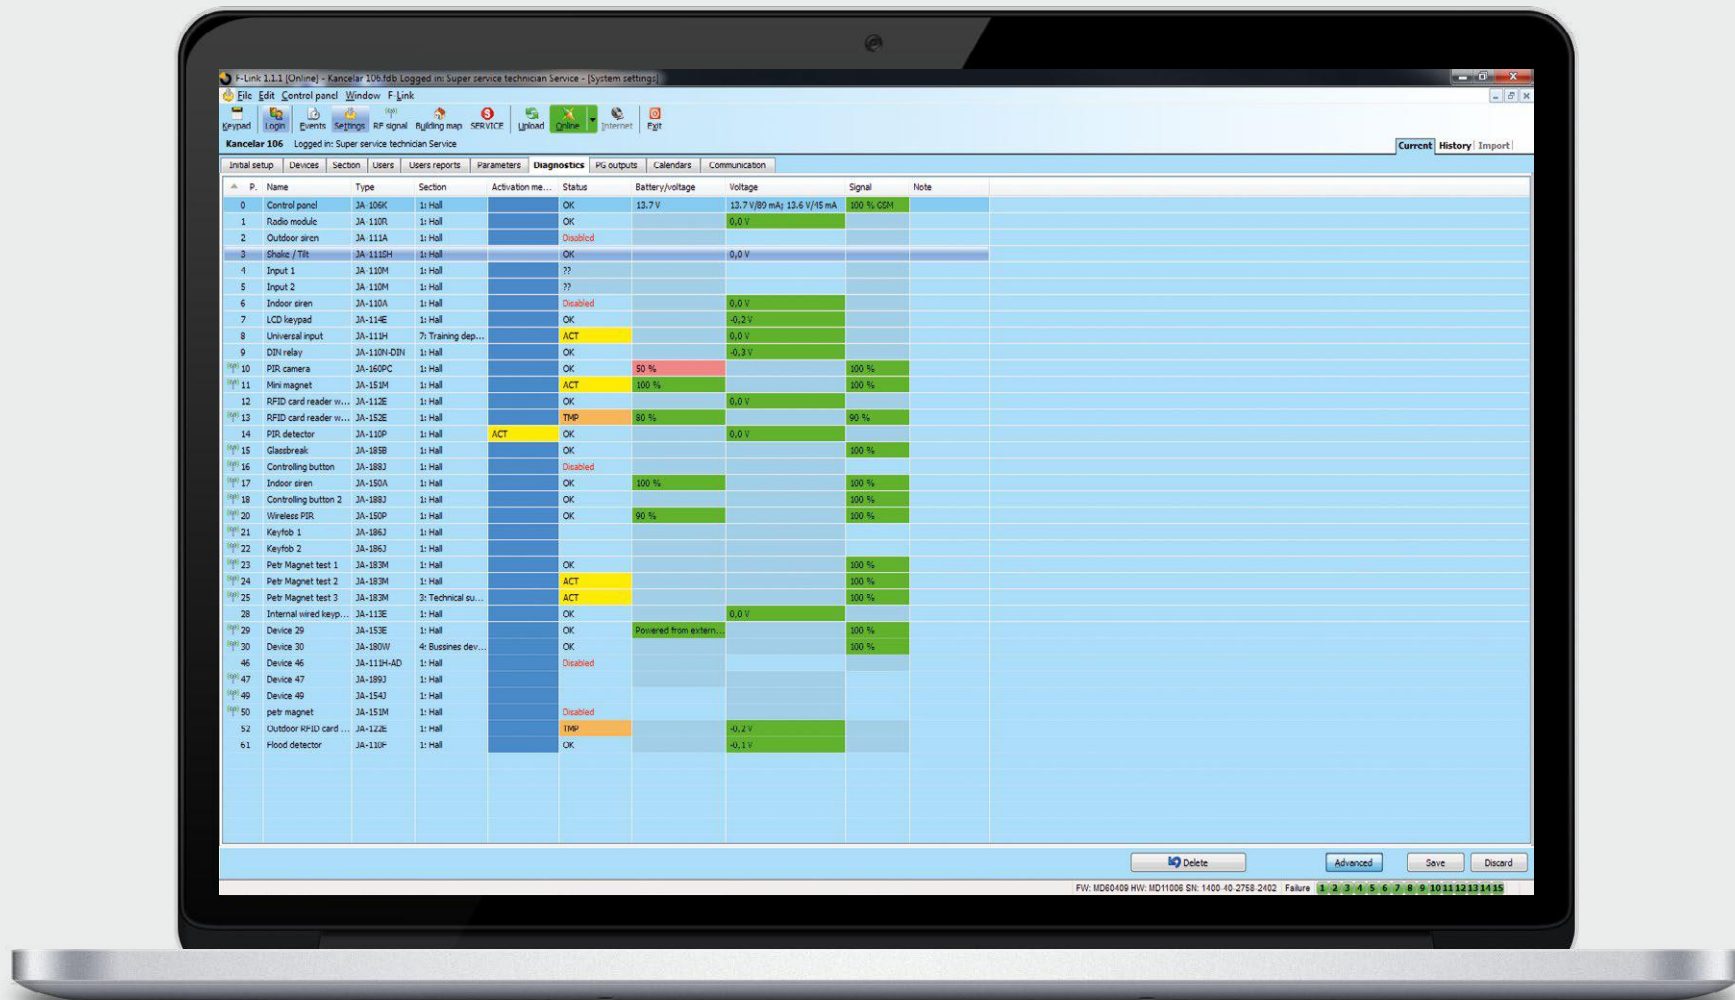 F-Link 1.1.1 [Online] - Kancelar 106.fdb Logged in: Super service technician Service - [System settings]
File Edit Control panel Window F-Link
Keypad Login Events Settings RF signal Building map SERVICE Upload Online Internet Exit
Kancelar 106 Logged in: Super service technician Service Current History Import
Initial setup Devices Section Users Users reports Parameters Diagnostics PG outputs Calendars Communication
P. Name Type Section Activation me... Status Battery/voltage Voltage Signal Note
0 Control panel JA-106K 1: Hall OK 13.7 V 13.7 V/89 mA; 13.6 V/45 mA 100 % GSM
1 Radio module JA-110R 1: Hall OK 0,0 V
2 Outdoor siren JA-111A 1: Hall Disabled
3 Shake / Tilt JA-111SH 1: Hall OK 0,0 V
4 Input 1 JA-110M 1: Hall ??
5 Input 2 JA-110M 1: Hall ??
6 Indoor siren JA-110A 1: Hall Disabled 0,0 V
7 LCD keypad JA-114E 1: Hall OK -0,2 V
8 Universal input JA-111H 7: Training dep... ACT 0,0 V
9 DIN relay JA-110N-DIN 1: Hall OK -0,3 V
10 PIR camera JA-160PC 1: Hall OK 50 % 100 %
11 Mini magnet JA-151M 1: Hall ACT 100 % 100 %
12 RFID card reader w... JA-112E 1: Hall OK 0,0 V
13 RFID card reader w... JA-152E 1: Hall TMP 80 % 90 %
14 PIR detector JA-110P 1: Hall ACT OK 0,0 V
15 Glassbreak JA-185B 1: Hall OK 100 %
16 Controlling button JA-188J 1: Hall Disabled
17 Indoor siren JA-150A 1: Hall OK 100 % 100 %
18 Controlling button 2 JA-188J 1: Hall OK 100 %
20 Wireless PIR JA-150P 1: Hall OK 90 % 100 %
21 Keyfob 1 JA-186J 1: Hall
22 Keyfob 2 JA-186J 1: Hall
23 Petr Magnet test 1 JA-183M 1: Hall OK 100 %
24 Petr Magnet test 2 JA-183M 1: Hall ACT 100 %
25 Petr Magnet test 3 JA-183M 3: Technical su... ACT 100 %
28 Internal wired keyp... JA-113E 1: Hall OK 0,0 V
29 Device 29 JA-153E 1: Hall OK Powered from extern... 100 %
30 Device 30 JA-180W 4: Bussines dev... OK 100 %
46 Device 46 JA-111H-AD 1: Hall Disabled
47 Device 47 JA-189J 1: Hall
49 Device 49 JA-154J 1: Hall
50 petr magnet JA-151M 1: Hall Disabled
52 Outdoor RFID card ... JA-122E 1: Hall TMP -0,2 V
61 Flood detector JA-110F 1: Hall OK -0,1 V
Delete Advanced Save Discard
FW: MD60409 HW: MD11006 SN: 1400-40-2758-2402 Failure 1 2 3 4 5 6 7 8 9 10 11 12 13 14 15